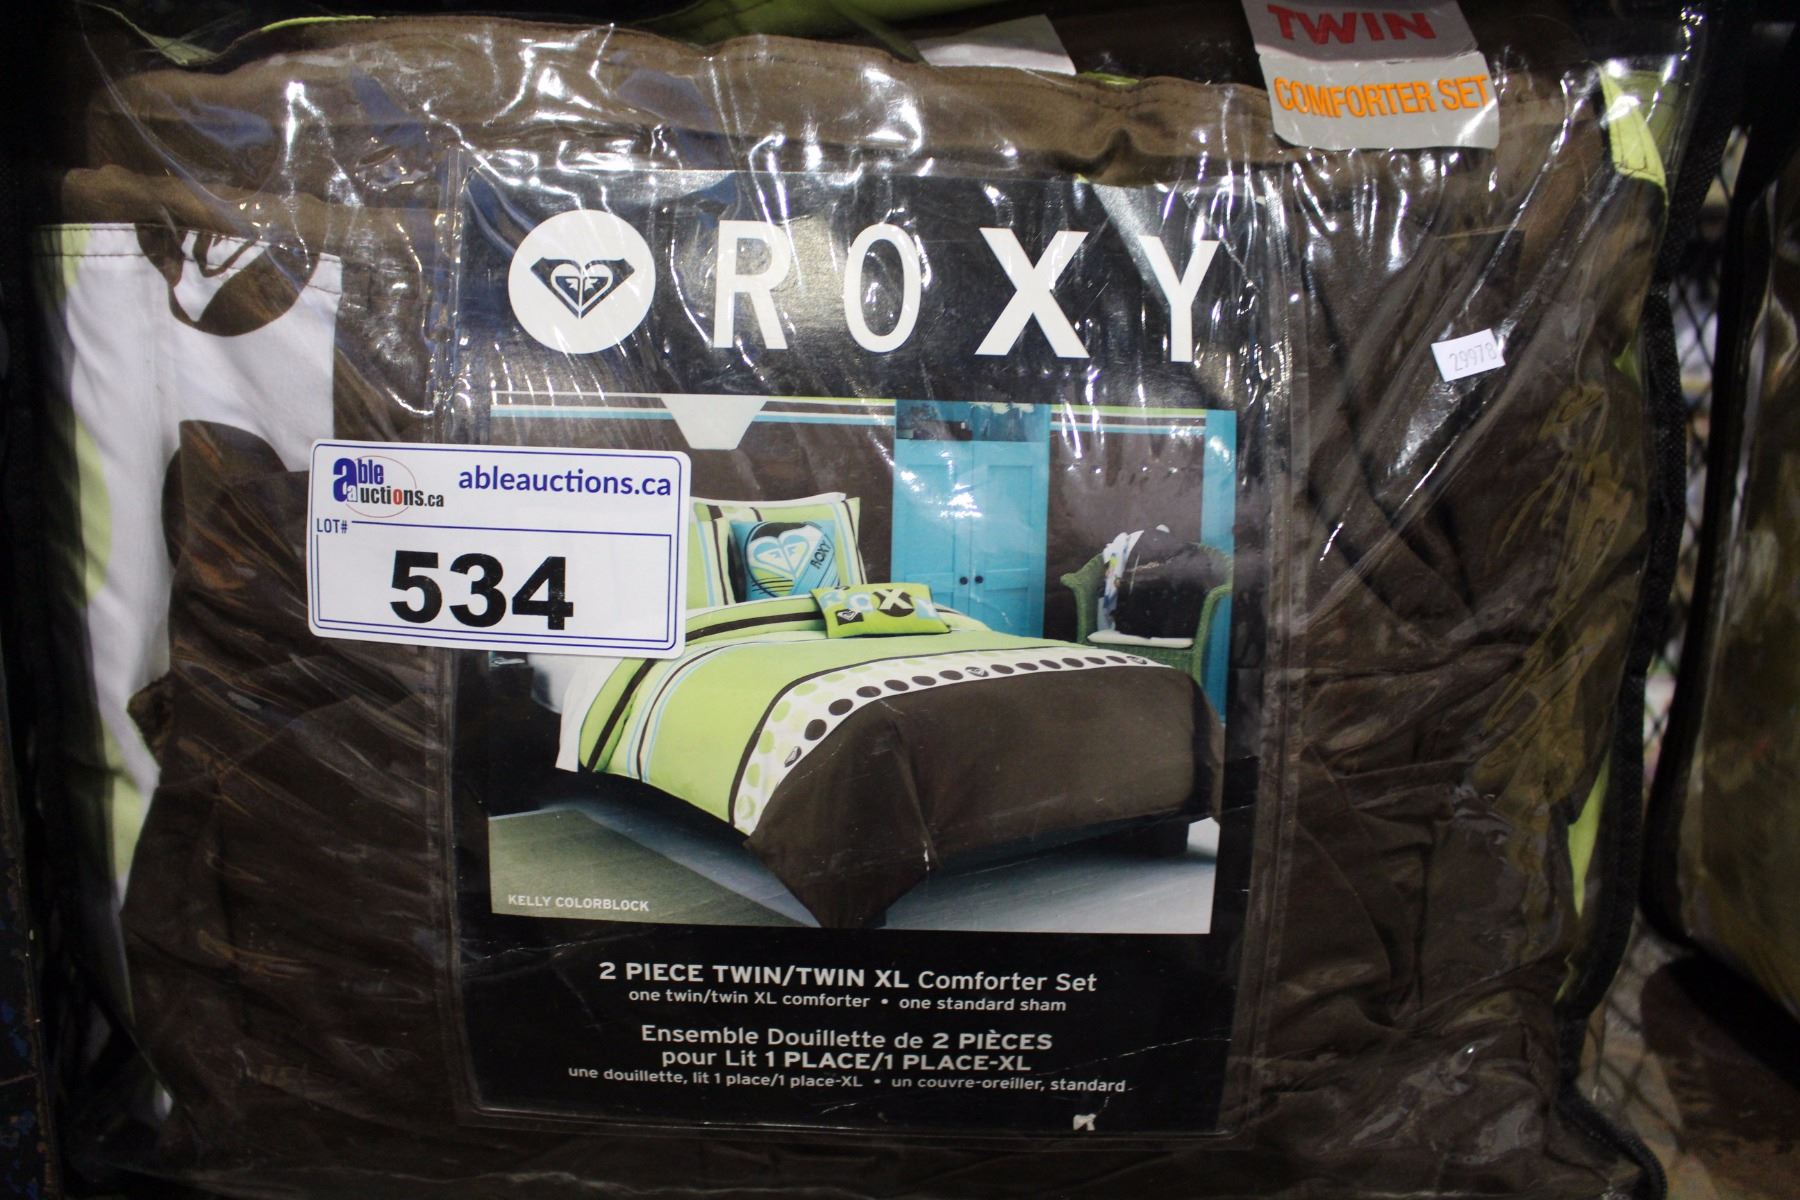 TWIN
COMFORTER SET
ROXY
29978
able auctions.ca
ableauctions.ca
LOT#
534
ROXY
ROXY
KELLY COLORBLOCK
2 PIECE TWIN/TWIN XL Comforter Set
one twin/twin XL comforter • one standard sham
Ensemble Douillette de 2 PIÈCES
pour Lit 1 PLACE/1 PLACE-XL
une douillette, lit 1 place/1 place-XL • un couvre-oreiller, standard